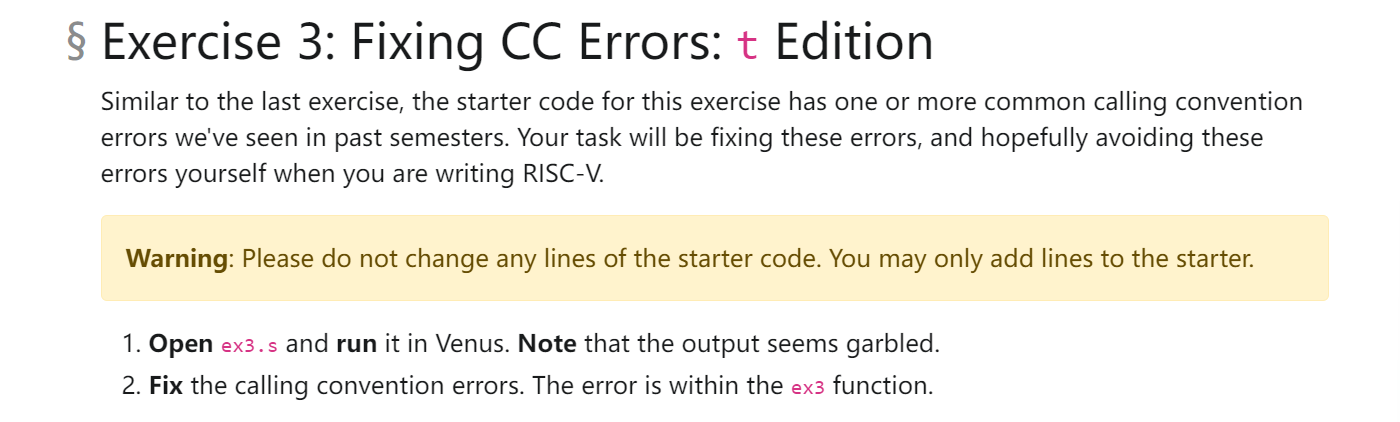 § Exercise 3: Fixing CC Errors: t Edition
Similar to the last exercise, the starter code for this exercise has one or more common calling convention
errors we've seen in past semesters. Your task will be fixing these errors, and hopefully avoiding these
errors yourself when you are writing RISC-V.
Warning: Please do not change any lines of the starter code. You may only add lines to the starter.
1. Open ex3.s and run it in Venus. Note that the output seems garbled.
2. Fix the calling convention errors. The error is within the ex3 function.